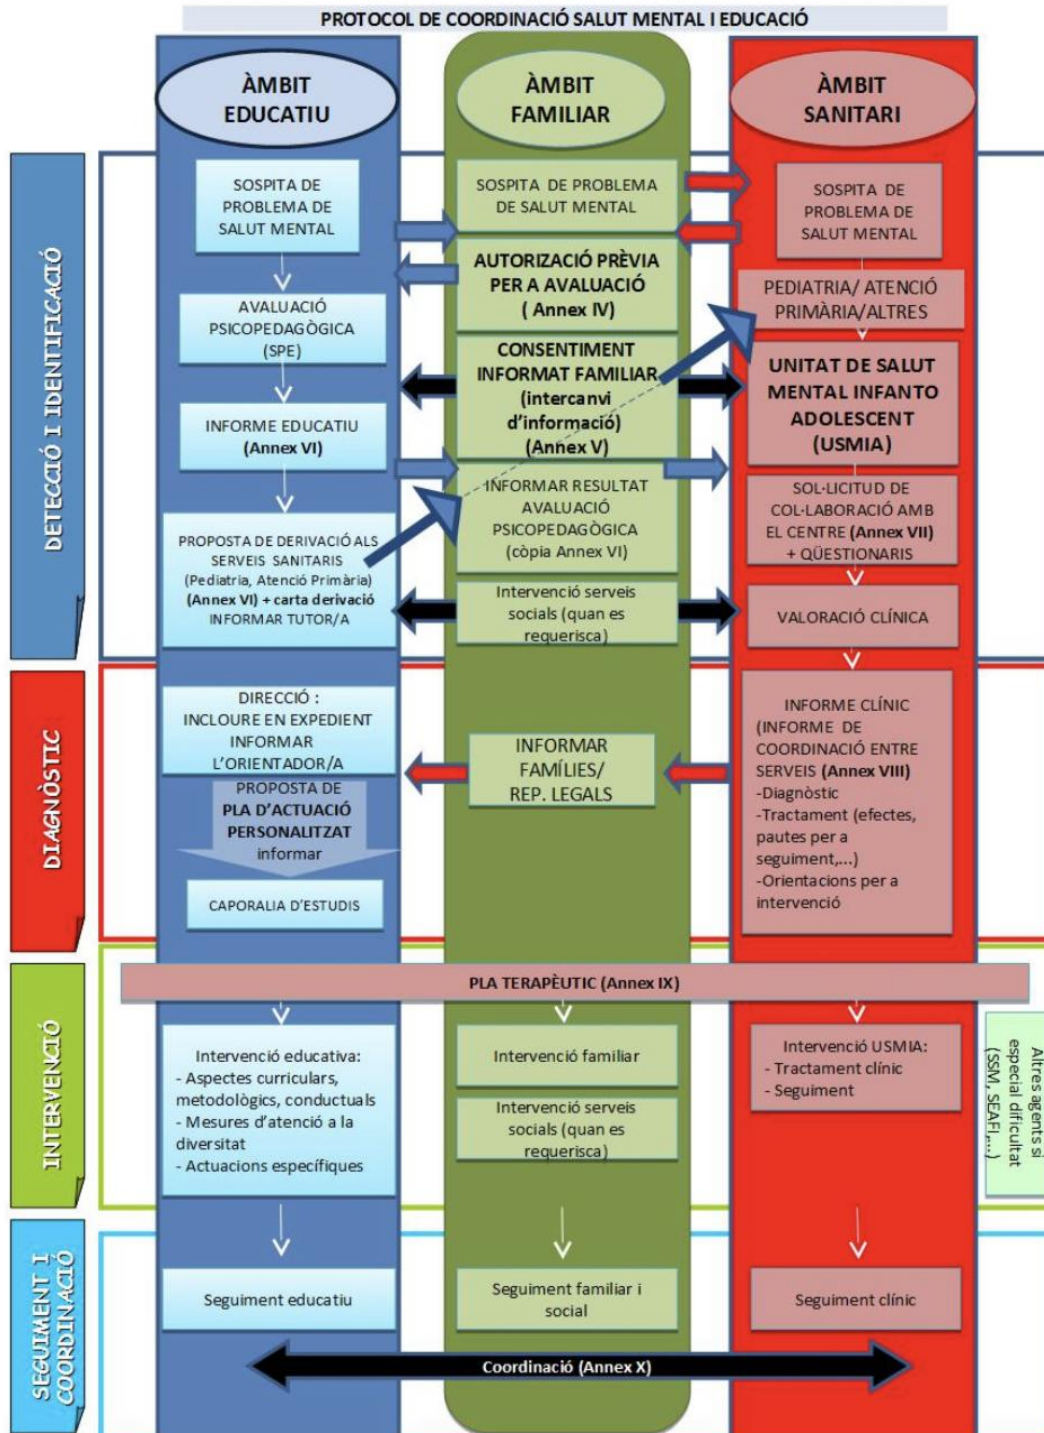 PROTOCOL DE COORDINACIÓ SALUT MENTAL I EDUCACIÓ
ÀMBIT
EDUCATIU
ÀMBIT
FAMILIAR
ÀMBIT
SANITARI
DETECCIÓ I IDENTIFICACIÓ
SOSPITA DE
PROBLEMA DE
SALUT MENTAL
AVALUACIÓ
PSICOPEDAGÒGICA
(SPE)
INFORME EDUCATIU
(Annex VI)
PROPOSTA DE DERIVACIÓ ALS
SERVEIS SANITARIS
(Pediatria, Atenció Primària)
(Annex VI) + carta derivació
INFORMAR TUTOR/A
SOSPITA DE PROBLEMA
DE SALUT MENTAL
AUTORIZACIÓ PRÈVIA
PER A AVALUACIÓ
( Annex IV)
CONSENTIMENT
INFORMAT FAMILIAR
(intercanvi
d'informació)
(Annex V)
INFORMAR RESULTAT
AVALUACIÓ
PSICOPEDAGÒGICA
(còpia Annex VI)
Intervenció serveis
socials (quan es
requerisca)
SOSPITA DE
PROBLEMA DE
SALUT MENTAL
PEDIATRIA/ ATENCIÓ
PRIMÀRIA/ALTRES
UNITAT DE SALUT
MENTAL INFANTO
ADOLESCENT
(USMIA)
SOL·LICITUD DE
COL·LABORACIÓ AMB
EL CENTRE (Annex VII)
+ QÜESTIONARIS
VALORACIÓ CLÍNICA
DIAGNÒSTIC
DIRECCIÓ :
INCLOURE EN EXPEDIENT
INFORMAR
L'ORIENTADOR/A
PROPOSTA DE
PLA D'ACTUACIÓ
PERSONALITZAT
informar
CAPORALIA D'ESTUDIS
INFORMAR
FAMÍLIES/
REP. LEGALS
INFORME CLÍNIC
(INFORME DE
COORDINACIÓ ENTRE
SERVEIS (Annex VIII)
-Diagnòstic
-Tractament (efectes,
pautes per a
seguiment,...)
-Orientacions per a
intervenció
INTERVENCIÓ
PLA TERAPÈUTIC (Annex IX)
Intervenció educativa:
- Aspectes curriculars,
metodològics, conductuals
- Mesures d'atenció a la
diversitat
- Actuacions específiques
Intervenció familiar
Intervenció serveis
socials (quan es
requerisca)
Intervenció USMIA:
- Tractament clínic
- Seguiment
Altres agents si
especial dificultat
(SSM, SEAFI,...)
SEGUIMENT I
COORDINACIÓ
Seguiment educatiu
Seguiment familiar i
social
Seguiment clínic
Coordinació (Annex X)